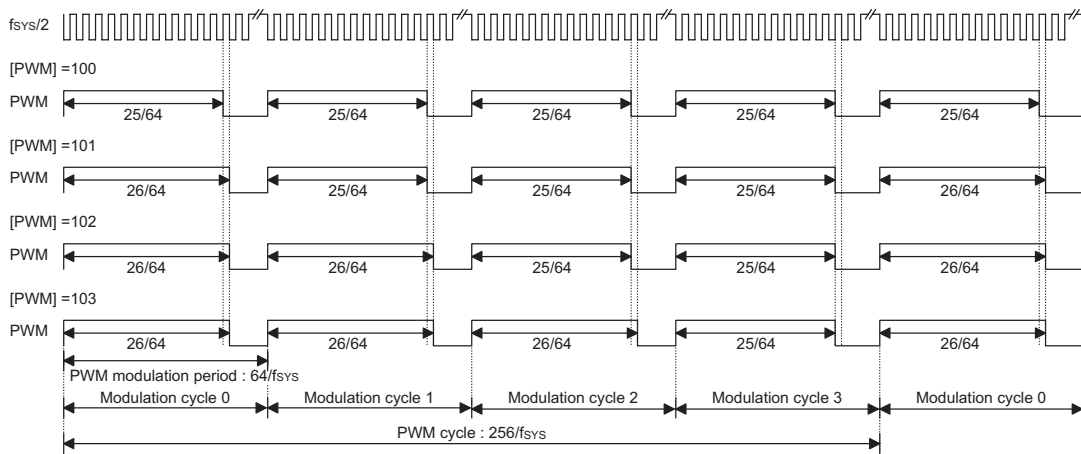 fSYS/2
[PWM] =100
PWM
25/64 25/64 25/64 25/64 25/64
[PWM] =101
PWM
26/64 25/64 25/64 25/64 26/64
[PWM] =102
PWM
26/64 26/64 25/64 25/64 26/64
[PWM] =103
PWM
26/64 26/64 26/64 25/64 26/64
PWM modulation period : 64/fSYS
Modulation cycle 0 Modulation cycle 1 Modulation cycle 2 Modulation cycle 3 Modulation cycle 0
PWM cycle : 256/fSYS